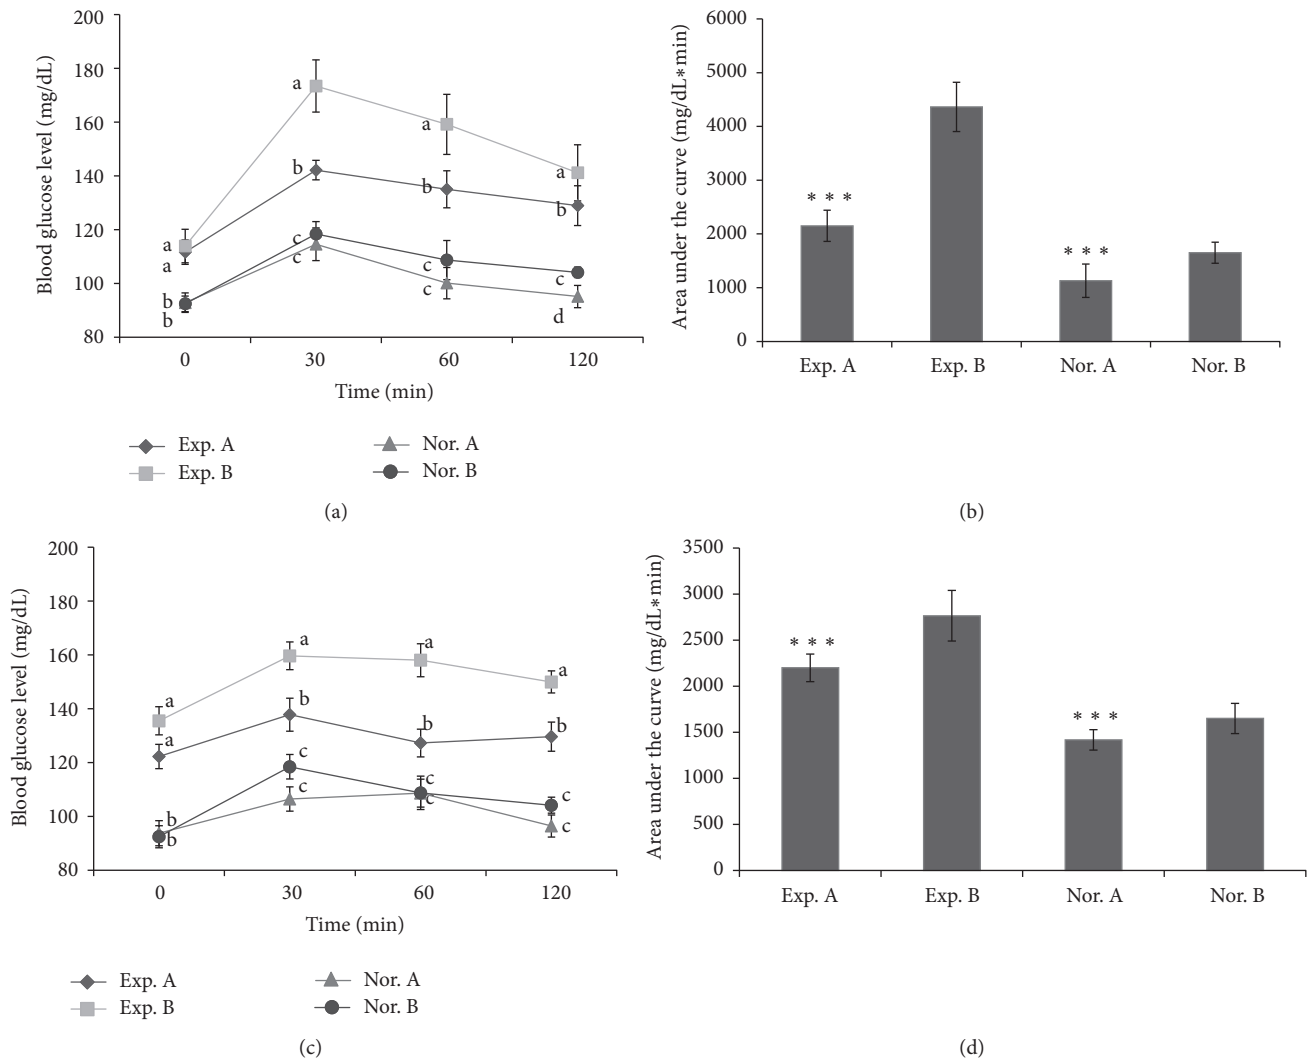 200
180
160
140
120
100
80
Blood glucose level (mg/dL)
a
a
a
a
b
b
b
a
c
c
c
c
c
d
b
b
0 30 60 120
Time (min)
Exp. A
Exp. B
Nor. A
Nor. B
(a)
6000
5000
4000
3000
2000
1000
0
Area under the curve (mg/dL∗min)
∗ ∗ ∗
∗ ∗ ∗
Exp. A Exp. B Nor. A Nor. B
(b)
200
180
160
140
120
100
80
Blood glucose level (mg/dL)
a
a
a
a
a
b
b
b
c
c
c
c
c
c
b
b
0 30 60 120
Time (min)
Exp. A
Exp. B
Nor. A
Nor. B
(c)
3500
3000
2500
2000
1500
1000
500
0
Area under the curve (mg/dL∗min)
∗ ∗ ∗
∗ ∗ ∗
Exp. A Exp. B Nor. A Nor. B
(d)